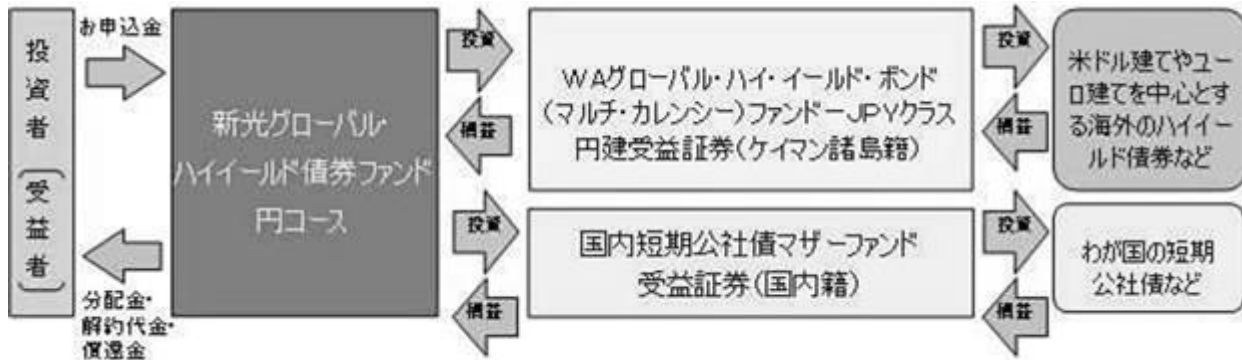 投資者(受益者)
お申込金
分配金・
解約代金・
償還金
新光グローバル・
ハイイールド債券ファンド
円コース
投資
損益
投資
損益
WAグローバル・ハイ・イールド・ボンド
(マルチ・カレンシー)ファンドーJPYクラス
円建受益証券(ケイマン諸島籍)
国内短期公社債マザーファンド
受益証券(国内籍)
投資
損益
投資
損益
米ドル建てやユー
ロ建てを中心とす
る海外のハイイー
ルド債券など
わが国の短期
公社債など